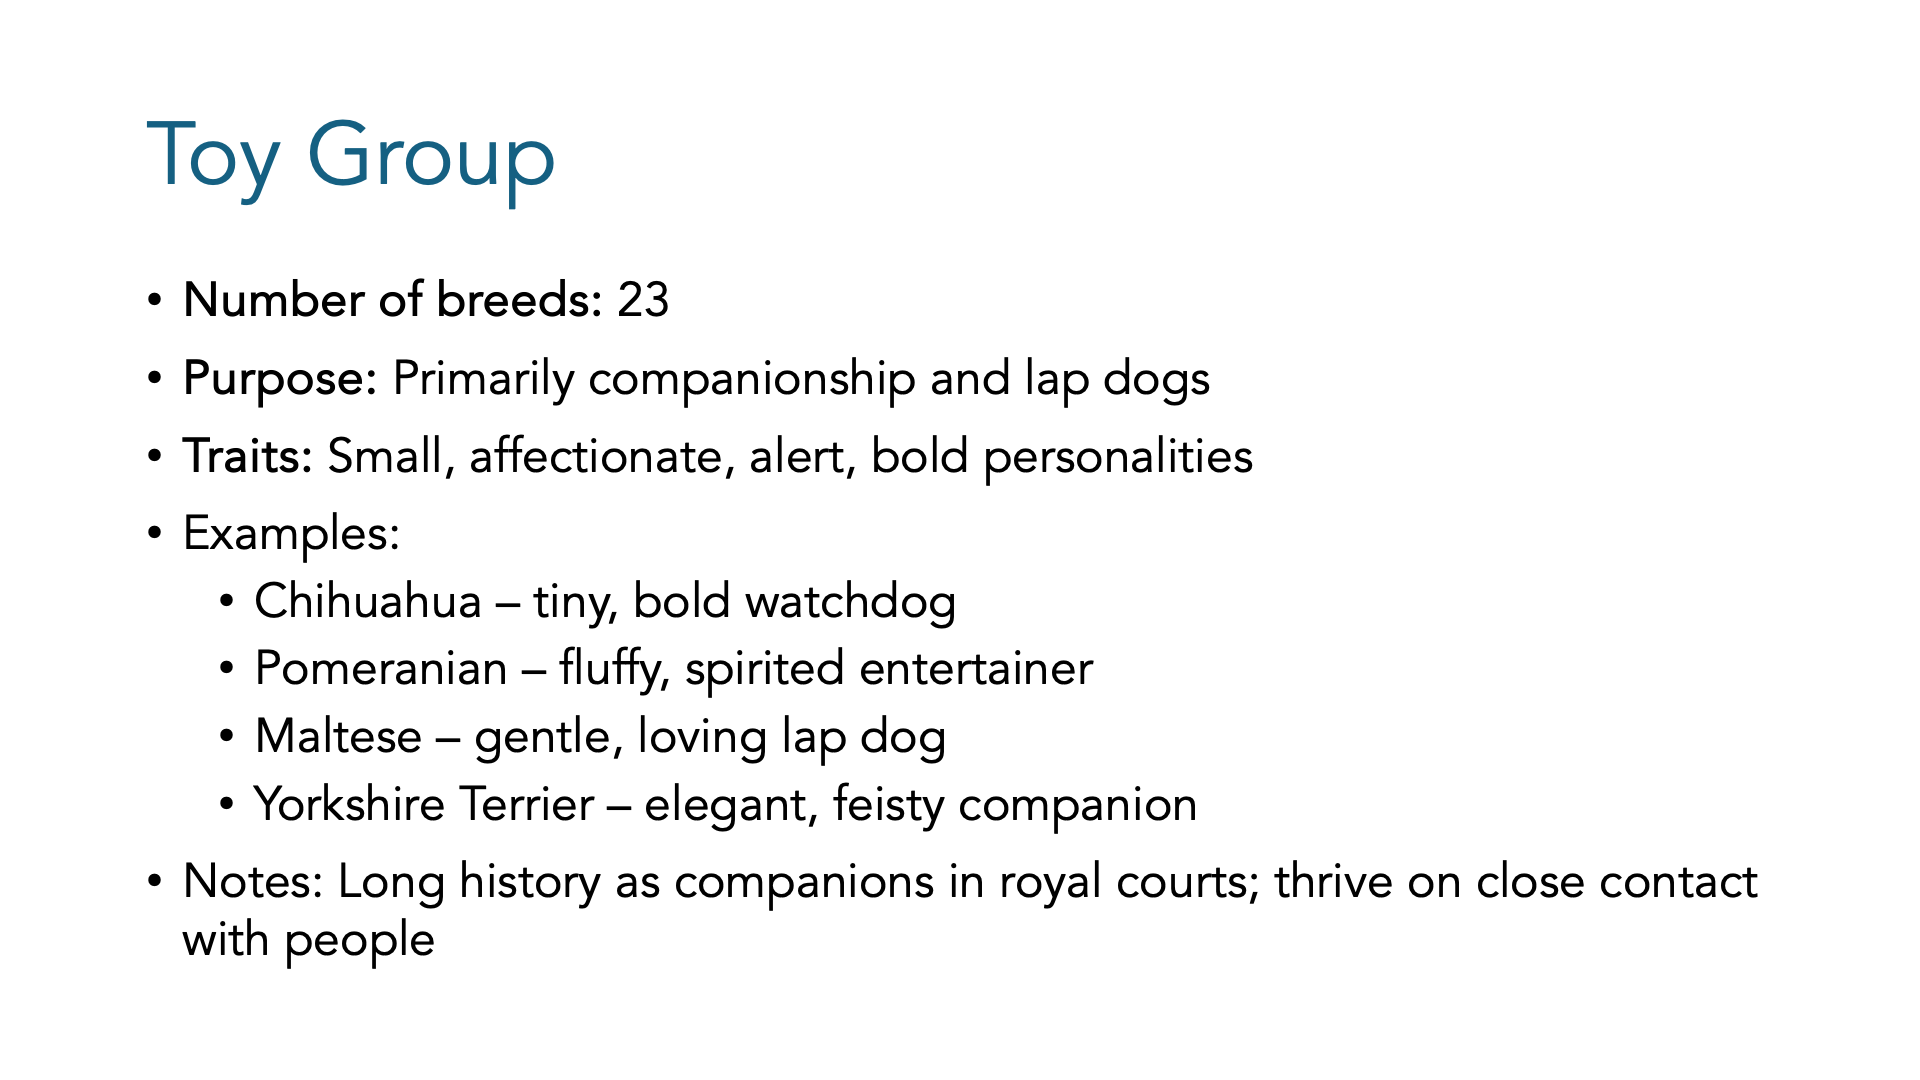 Toy Group
• Number of breeds: 23
• Purpose: Primarily companionship and lap dogs
• Traits: Small, affectionate, alert, bold personalities
• Examples:
• Chihuahua – tiny, bold watchdog
• Pomeranian – fluffy, spirited entertainer
• Maltese – gentle, loving lap dog
• Yorkshire Terrier – elegant, feisty companion
• Notes: Long history as companions in royal courts; thrive on close contact
with people